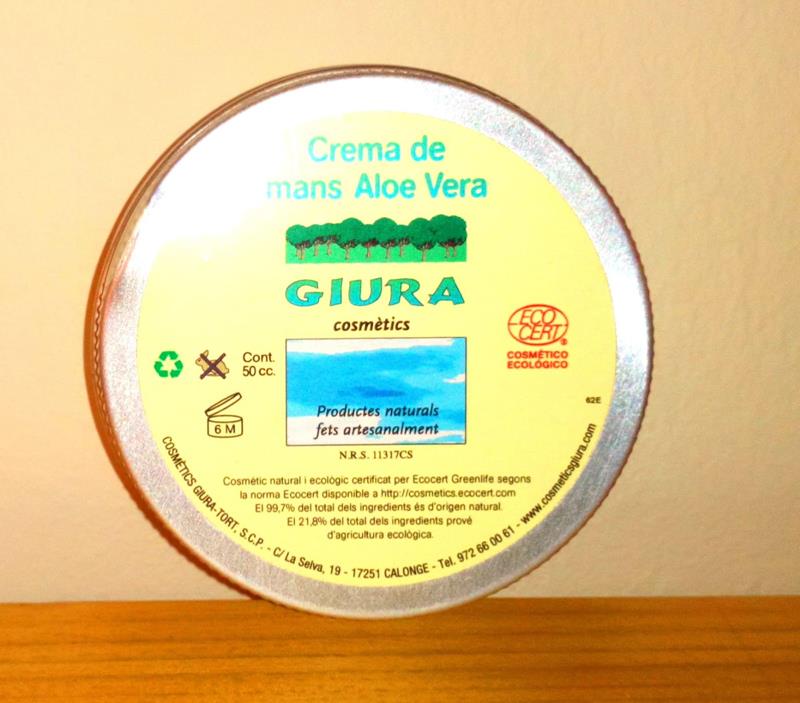 Crema de
mans Aloe Vera
GIURA
cosmètics
ECO
CERT®
COSMÉTICO
ECOLÓGICO
Cont.
50 cc.
6 M
62E
Productes naturals
fets artesanalment
N.R.S. 11317CS
Cosmètic natural i ecològic certificat per Ecocert Greenlife segons
la norma Ecocert disponible a http://cosmetics.ecocert.com
El 99,7% del total dels ingredients és d'origen natural.
El 21,8% del total dels ingredients prové
d'agricultura ecológica.
COSMÈTICS GIURA-TORT, S.C.P. - C/ La Selva, 19 - 17251 CALONGE - Tel. 972 66 00 61 - www.cosmeticsgiura.com